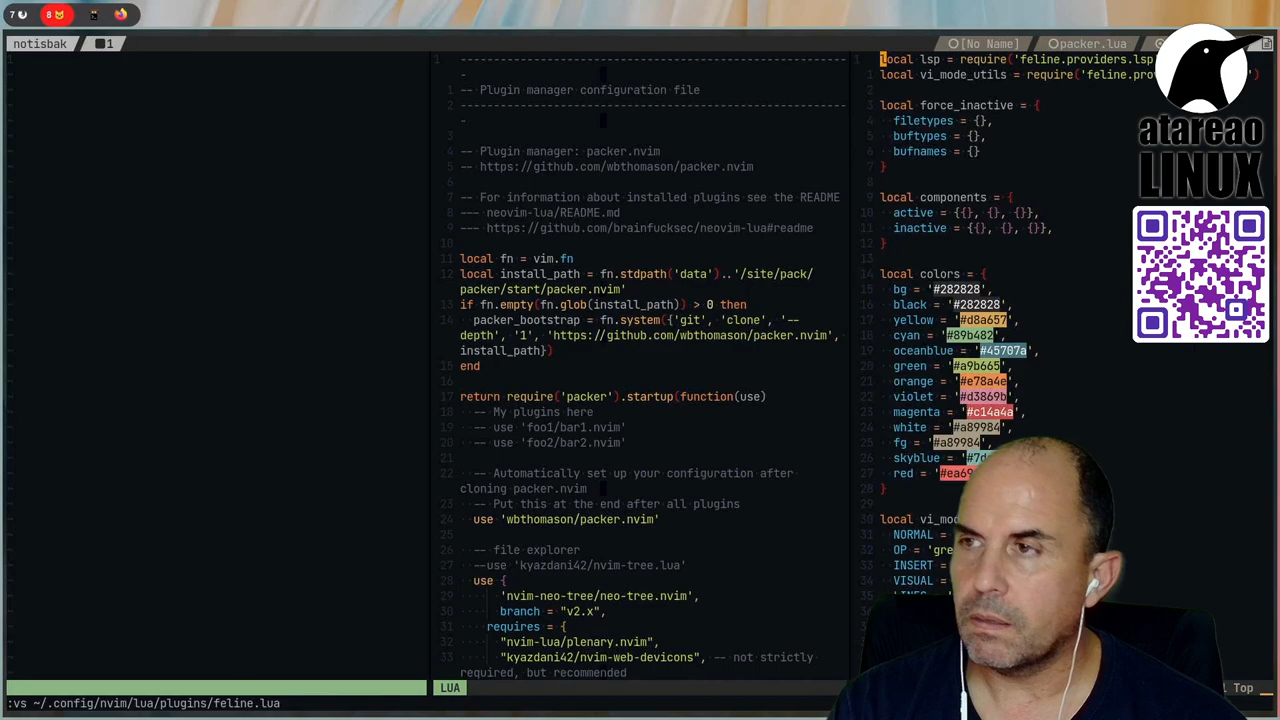 7
8
notisbak
1
[No Name]
packer.lua
1
--------------------------------------------------------
-
-- Plugin manager configuration file
--------------------------------------------------------
-
-- Plugin manager: packer.nvim
-- https://github.com/wbthomason/packer.nvim
-- For information about installed plugins see the README
--- neovim-lua/README.md
--- https://github.com/brainfucksec/neovim-lua#readme
local fn = vim.fn
local install_path = fn.stdpath('data')..'/site/pack/
packer/start/packer.nvim'
if fn.empty(fn.glob(install_path)) > 0 then
packer_bootstrap = fn.system({'git', 'clone', '--
depth', '1', 'https://github.com/wbthomason/packer.nvim',
install_path})
end
return require('packer').startup(function(use)
-- My plugins here
-- use 'foo1/bar1.nvim'
-- use 'foo2/bar2.nvim'
-- Automatically set up your configuration after
cloning packer.nvim
-- Put this at the end after all plugins
use 'wbthomason/packer.nvim'
-- file explorer
--use 'kyazdani42/nvim-tree.lua'
use {
'nvim-neo-tree/neo-tree.nvim',
branch = "v2.x",
requires = {
"nvim-lua/plenary.nvim",
"kyazdani42/nvim-web-devicons", -- not strictly
required, but recommended
local lsp = require('feline.providers.lsp
local vi_mode_utils = require('feline.pro
local force_inactive = {
filetypes = {},
buftypes = {},
bufnames = {}
}
local components = {
active = {{}, {}, {}},
inactive = {{}, {}, {}},
}
local colors = {
bg = '#282828',
black = '#282828',
yellow = '#d8a657',
cyan = '#89b482',
oceanblue = '#45707a',
green = '#a9b665',
orange = '#e78a4e',
violet = '#d3869b',
magenta = '#c14a4a',
white = '#a89984',
fg = '#a89984',
skyblue = '#7d
red = '#ea69
}
local vi_mo
NORMAL =
OP = 'gre
INSERT =
VISUAL =
atareao
LINUX
LUA
Top
:vs ~/.config/nvim/lua/plugins/feline.lua